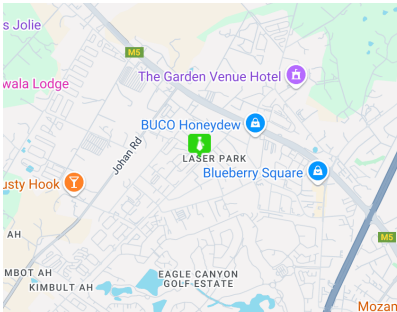 s Jolie
M5
The Garden Venue Hotel
wala Lodge
BUCO Honeydew
Johan Rd
LASER PARK
Blueberry Square
usty Hook
AH
M5
MBOT AH
EAGLE CANYON
GOLF ESTATE
KIMBULT AH
Mozam